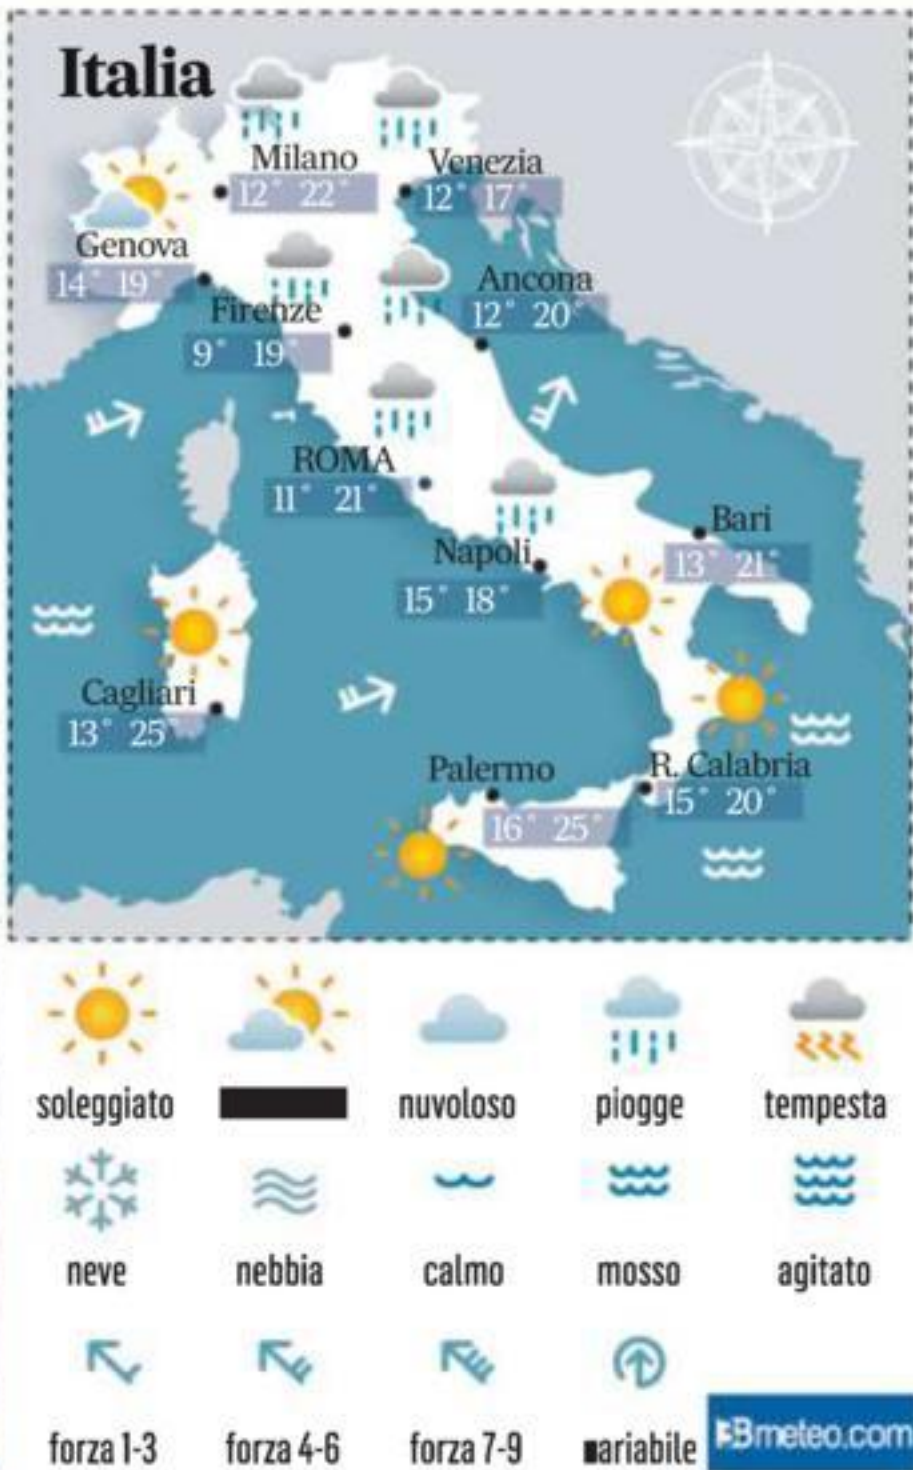 Italia
Milano
12° 22°
Venezia
12° 17°
Genova
14° 19°
Firenze
9° 19°
Ancona
12° 20°
ROMA
11° 21°
Napoli
15° 18°
Bari
13° 21°
Cagliari
13° 25°
Palermo
16° 25°
R. Calabria
15° 20°
soleggiato
nuvoloso
piogge
tempesta
neve
nebbia
calmo
mosso
agitato
forza 1-3
forza 4-6
forza 7-9
ariabile
3Bmeteo.com